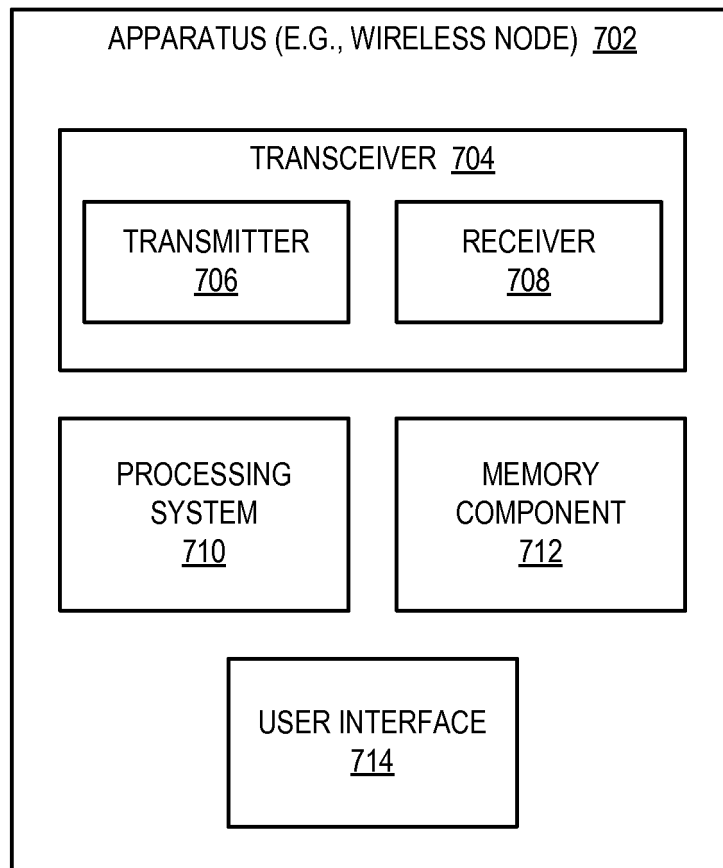 APPARATUS (E.G., WIRELESS NODE) 702
TRANSCEIVER 704
TRANSMITTER
706
RECEIVER
708
PROCESSING
SYSTEM
710
MEMORY
COMPONENT
712
USER INTERFACE
714